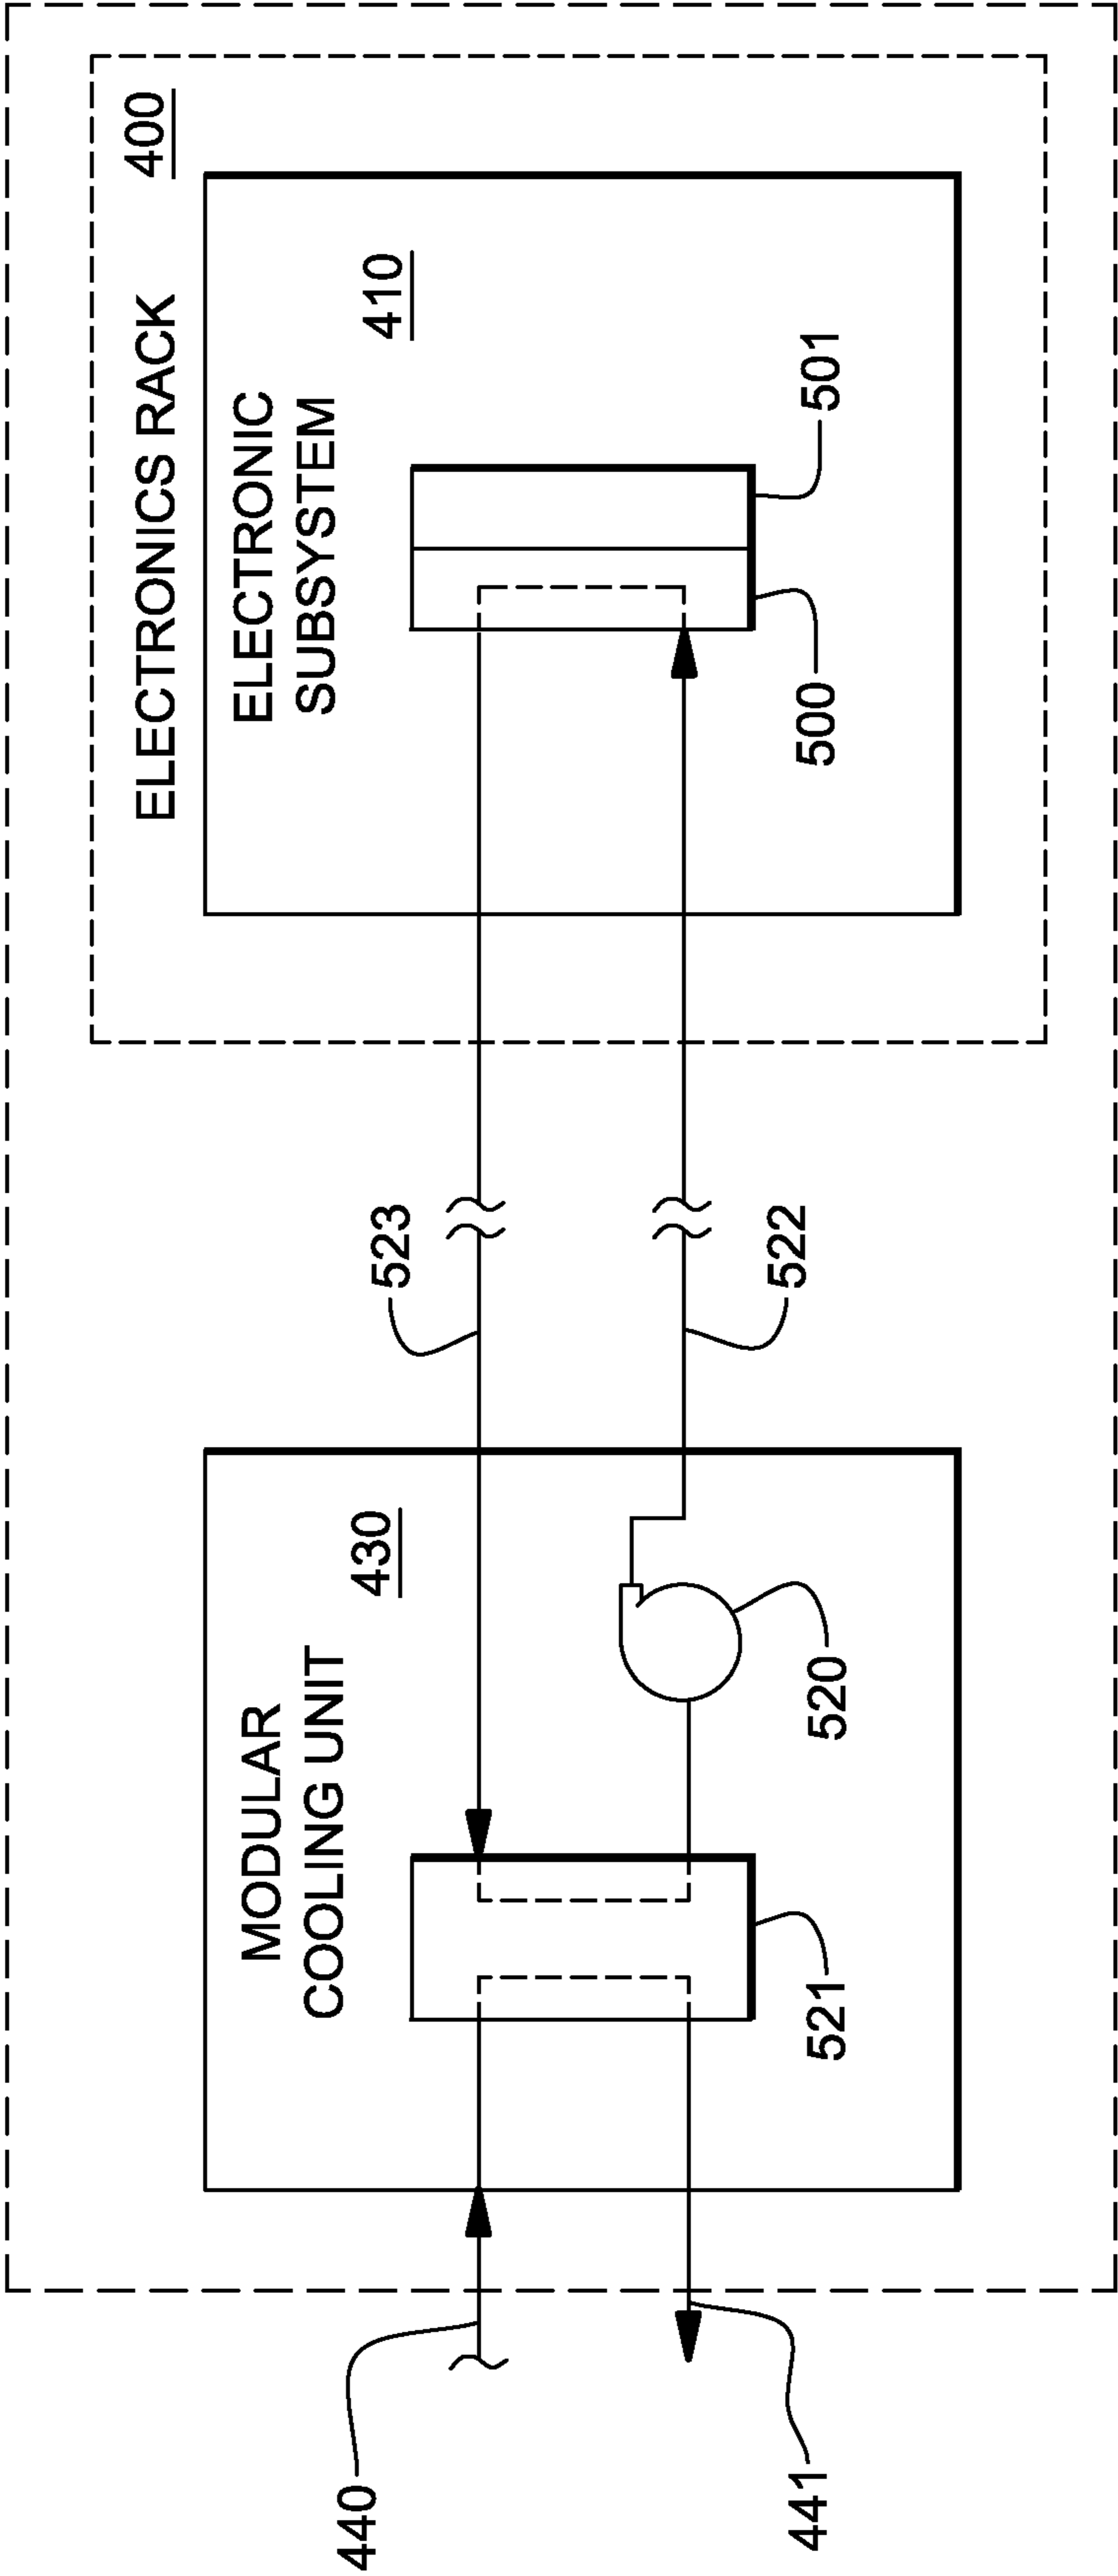 ELECTRONICS RACK 400
ELECTRONIC
SUBSYSTEM
410
501
500
523
522
MODULAR
COOLING UNIT
430
520
521
440
441